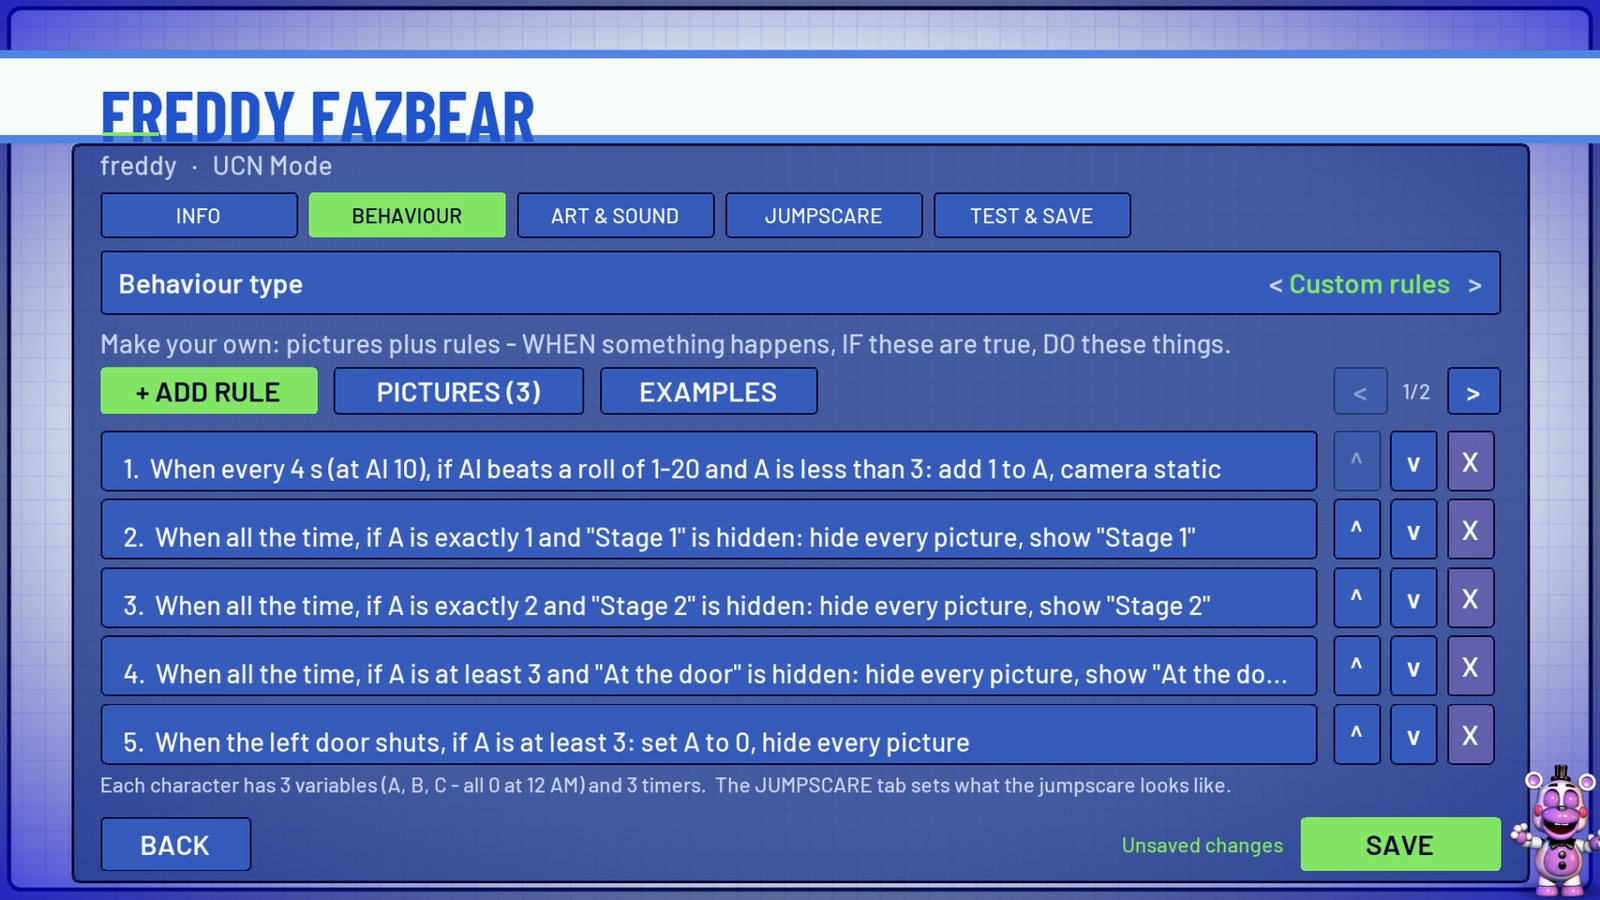 FREDDY FAZBEAR
freddy · UCN Mode
INFO
BEHAVIOUR
ART & SOUND
JUMPSCARE
TEST & SAVE
Behaviour type
< Custom rules >
Make your own: pictures plus rules - WHEN something happens, IF these are true, DO these things.
+ ADD RULE
PICTURES (3)
EXAMPLES
< 1/2 >
1. When every 4 s (at AI 10), if AI beats a roll of 1-20 and A is less than 3: add 1 to A, camera static
^ v X
2. When all the time, if A is exactly 1 and "Stage 1" is hidden: hide every picture, show "Stage 1"
^ v X
3. When all the time, if A is exactly 2 and "Stage 2" is hidden: hide every picture, show "Stage 2"
^ v X
4. When all the time, if A is at least 3 and "At the door" is hidden: hide every picture, show "At the do...
^ v X
5. When the left door shuts, if A is at least 3: set A to 0, hide every picture
^ v X
Each character has 3 variables (A, B, C - all 0 at 12 AM) and 3 timers. The JUMPSCARE tab sets what the jumpscare looks like.
BACK
Unsaved changes
SAVE